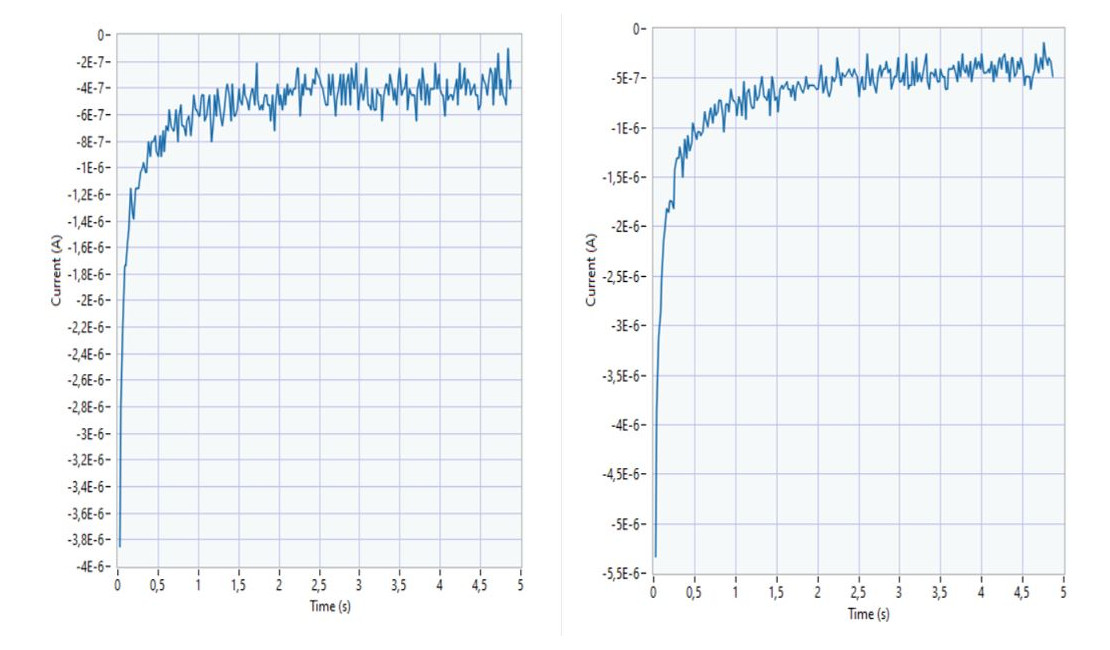 0-
-2E-7-
-4E-7-
-6E-7-
-8E-7-
-1E-6-
-1,2E-6-
-1,4E-6-
-1,6E-6-
-1,8E-6-
-2E-6-
-2,2E-6-
-2,4E-6-
-2,6E-6-
-2,8E-6-
-3E-6-
-3,2E-6-
-3,4E-6-
-3,6E-6-
-3,8E-6-
-4E-6-
Current (A)
0 0,5 1 1,5 2 2,5 3 3,5 4 4,5 5
Time (s)
0-
-5E-7-
-1E-6-
-1,5E-6-
-2E-6-
-2,5E-6-
-3E-6-
-3,5E-6-
-4E-6-
-4,5E-6-
-5E-6-
-5,5E-6-
Current (A)
0 0,5 1 1,5 2 2,5 3 3,5 4 4,5 5
Time (s)